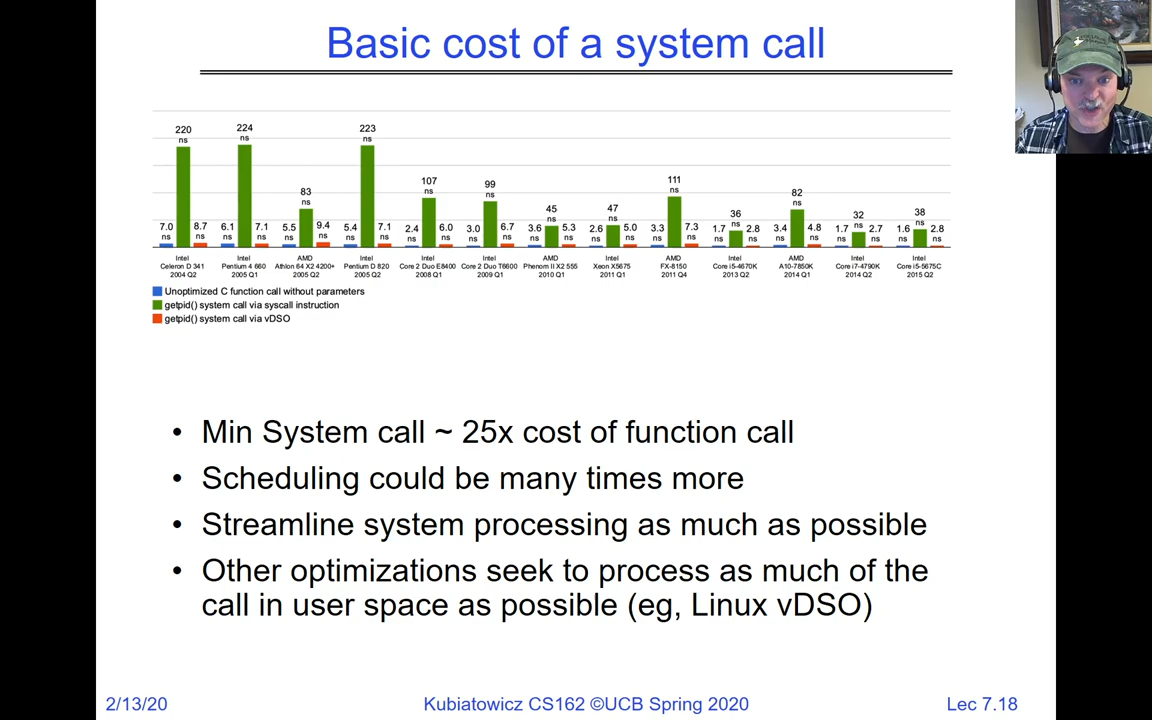 Basic cost of a system call
220 ns
224 ns
223 ns
83 ns
107 ns
99 ns
45 ns
47 ns
111 ns
36 ns
82 ns
32 ns
38 ns
7.0 ns 8.7 ns 6.1 ns 7.1 ns 5.5 ns 9.4 ns 5.4 ns 7.1 ns 2.4 ns 6.0 ns 3.0 ns 6.7 ns 3.6 ns 5.3 ns 2.6 ns 5.0 ns 3.3 ns 7.3 ns 1.7 ns 2.8 ns 3.4 ns 4.8 ns 1.7 ns 2.7 ns 1.6 ns 2.8 ns
Intel Intel AMD Intel Intel Intel AMD Intel AMD Intel AMD Intel Intel
Celeron D 341 Pentium 4 660 Athlon 64 X2 4200+ Pentium D 820 Core 2 Duo E8400 Core 2 Duo T6600 Phenom II X2 555 Xeon X5675 FX-8150 Core i5-4670K A10-7850K Core i7-4790K Core i5-5675C
2004 Q2 2005 Q1 2005 Q2 2005 Q2 2008 Q1 2009 Q1 2010 Q1 2011 Q1 2011 Q4 2013 Q2 2014 Q1 2014 Q2 2015 Q2
Unoptimized C function call without parameters
getpid() system call via syscall instruction
getpid() system call via vDSO
• Min System call ~ 25x cost of function call
• Scheduling could be many times more
• Streamline system processing as much as possible
• Other optimizations seek to process as much of the
call in user space as possible (eg, Linux vDSO)
2/13/20 Kubiatowicz CS162 ©UCB Spring 2020 Lec 7.18